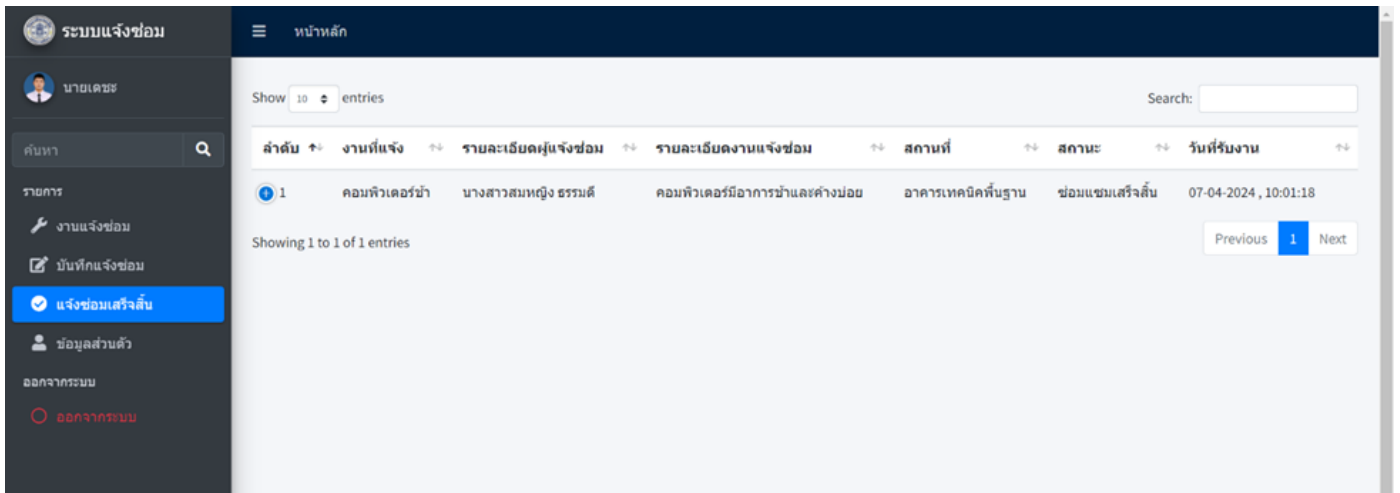 ระบบแจ้งซ่อม
หน้าหลัก
นายเดชะ
ค้นหา
รายการ
งานแจ้งซ่อม
บันทึกแจ้งซ่อม
แจ้งซ่อมเสร็จสิ้น
ข้อมูลส่วนตัว
ออกจากระบบ
ออกจากระบบ
Show 10 entries
Search:
ลำดับ งานที่แจ้ง รายละเอียดผู้แจ้งซ่อม รายละเอียดงานแจ้งซ่อม สถานที่ สถานะ วันที่รับงาน
1 คอมพิวเตอร์ช้า นางสาวสมหญิง ธรรมดี คอมพิวเตอร์มีอาการช้าและค้างบ่อย อาคารเทคนิคพื้นฐาน ซ่อมแซมเสร็จสิ้น 07-04-2024 , 10:01:18
Showing 1 to 1 of 1 entries
Previous 1 Next